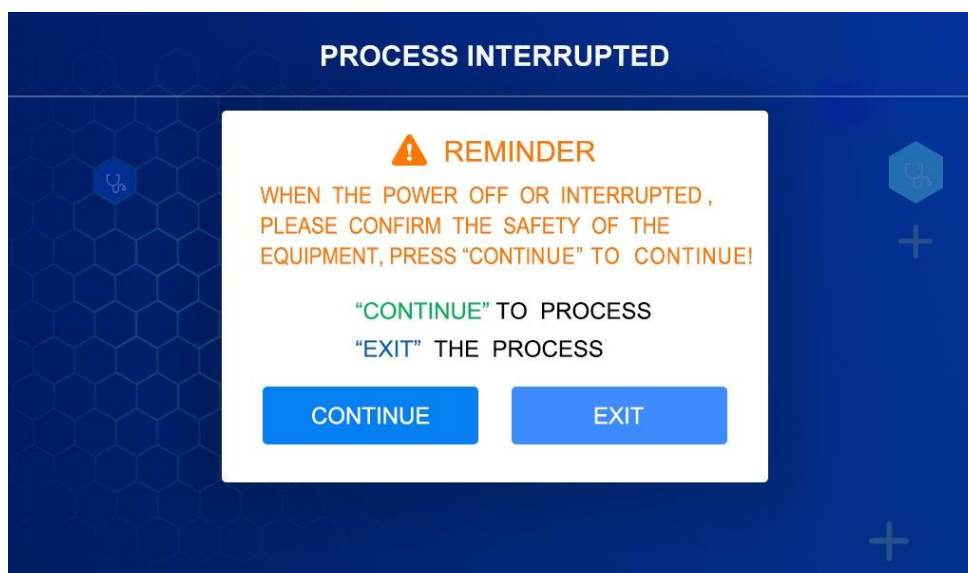 PROCESS INTERRUPTED
REMINDER
WHEN THE POWER OFF OR INTERRUPTED ,
PLEASE CONFIRM THE SAFETY OF THE
EQUIPMENT, PRESS “CONTINUE” TO CONTINUE!
“CONTINUE” TO PROCESS
“EXIT” THE PROCESS
CONTINUE EXIT